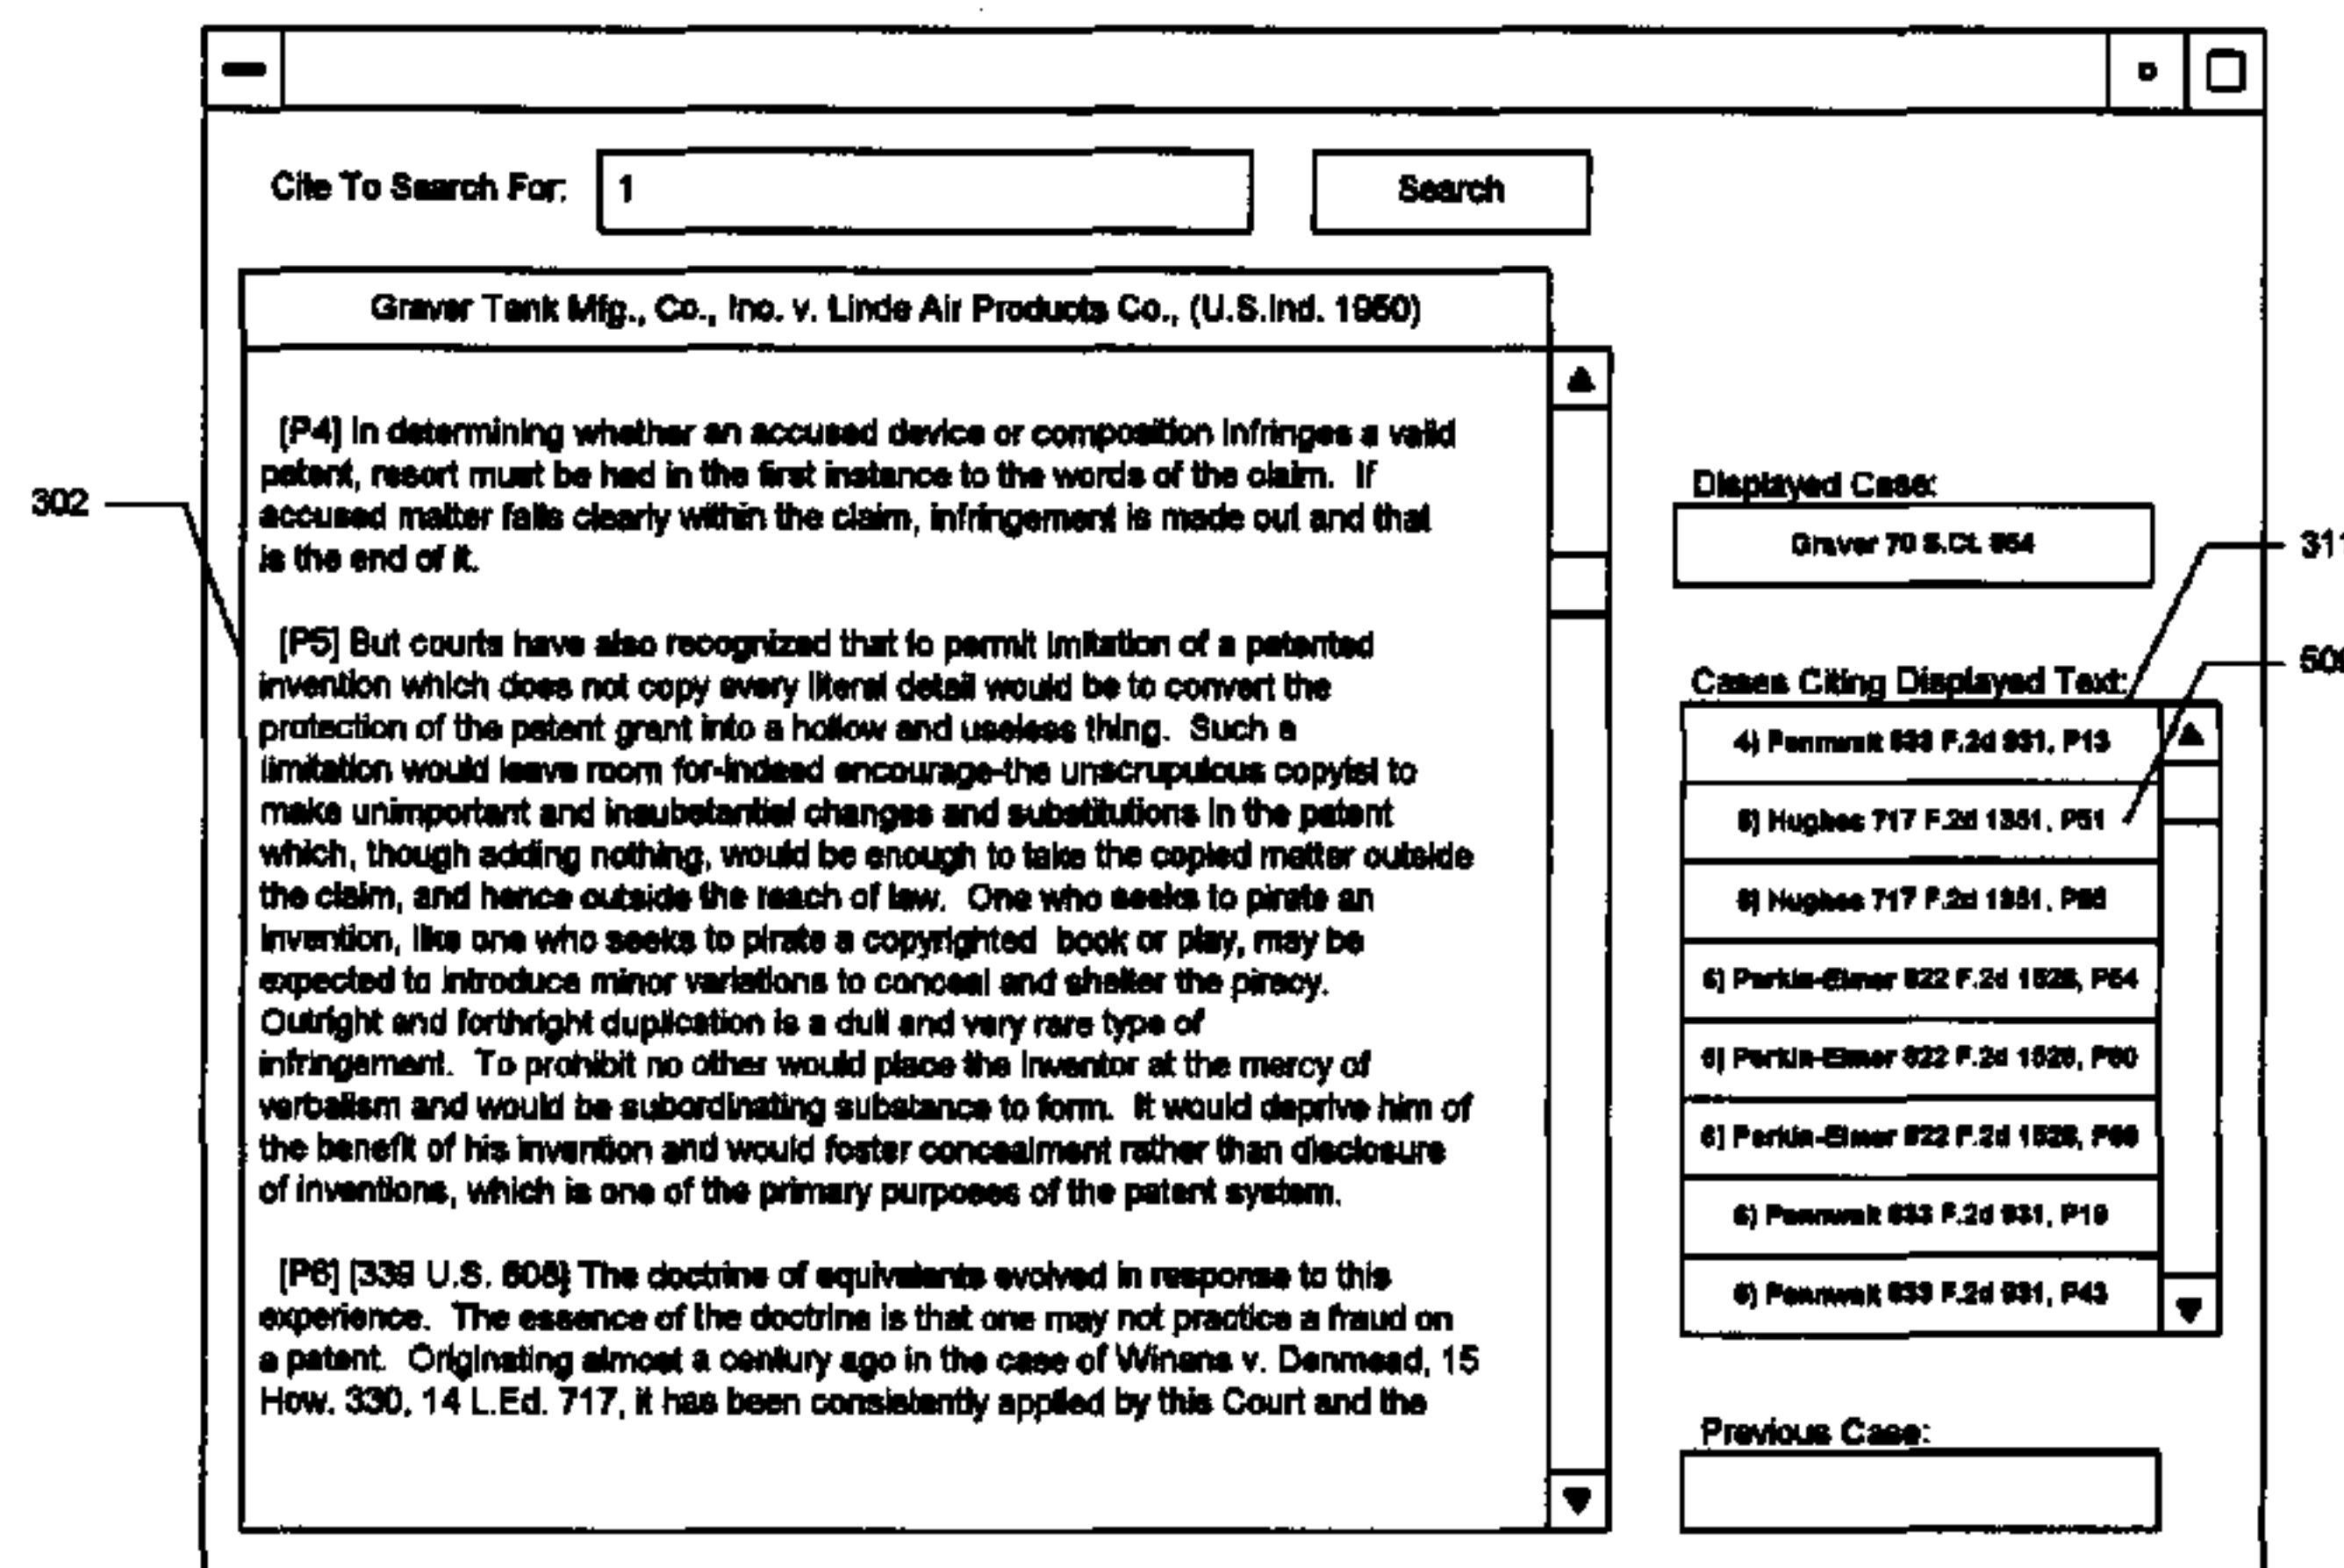 Cite To Search For: 1 Search
Graver Tank Mfg., Co., Inc. v. Linde Air Products Co., (U.S.Ind. 1950)
[P4] In determining whether an accused device or composition infringes a valid
patent, resort must be had in the first instance to the words of the claim. If
accused matter falls clearly within the claim, infringement is made out and that
is the end of it.
[P5] But courts have also recognized that to permit imitation of a patented
invention which does not copy every literal detail would be to convert the
protection of the patent grant into a hollow and useless thing. Such a
limitation would leave room for-indeed encourage-the unscrupulous copyist to
make unimportant and insubstantial changes and substitutions in the patent
which, though adding nothing, would be enough to take the copied matter outside
the claim, and hence outside the reach of law. One who seeks to pirate an
invention, like one who seeks to pirate a copyrighted book or play, may be
expected to introduce minor variations to conceal and shelter the piracy.
Outright and forthright duplication is a dull and very rare type of
infringement. To prohibit no other would place the inventor at the mercy of
verbalism and would be subordinating substance to form. It would deprive him of
the benefit of his invention and would foster concealment rather than disclosure
of inventions, which is one of the primary purposes of the patent system.
[P6] [339 U.S. 608] The doctrine of equivalents evolved in response to this
experience. The essence of the doctrine is that one may not practice a fraud on
a patent. Originating almost a century ago in the case of Winans v. Denmead, 15
How. 330, 14 L.Ed. 717, it has been consistently applied by this Court and the
302
Displayed Case:
Graver 70 S.Ct. 854
311
Cases Citing Displayed Text:
4) Pennwalt 833 F.2d 931, P13
5) Hughes 717 F.2d 1351, P51
Hughes 717 F.2d 1351,
Perkin-Elmer 822 F.2d 1528, P54
Perkin-Elmer 822 F.2d 1528, P60
6) Perkin-Elmer 822 F.2d 1528,
6) Pennwalt 833 F.2d 931, P19
Pennwalt 833 F.2d 931, P43
Previous Case: